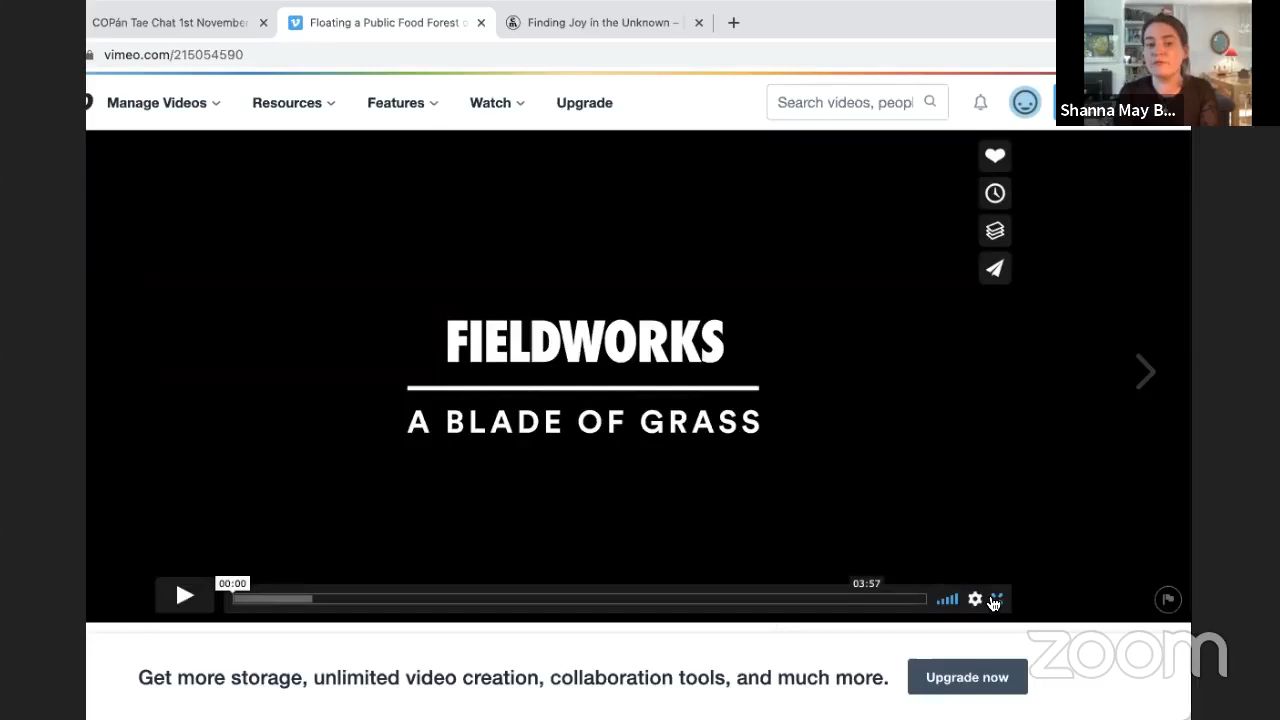 COPán Tae Chat 1st November
Floating a Public Food Forest o
Finding Joy in the Unknown –
vimeo.com/215054590
Shanna May B...
Manage Videos
Resources
Features
Watch
Upgrade
Search videos, peopl
FIELDWORKS
A BLADE OF GRASS
00:00
03:57
Get more storage, unlimited video creation, collaboration tools, and much more.
Upgrade now
zoom